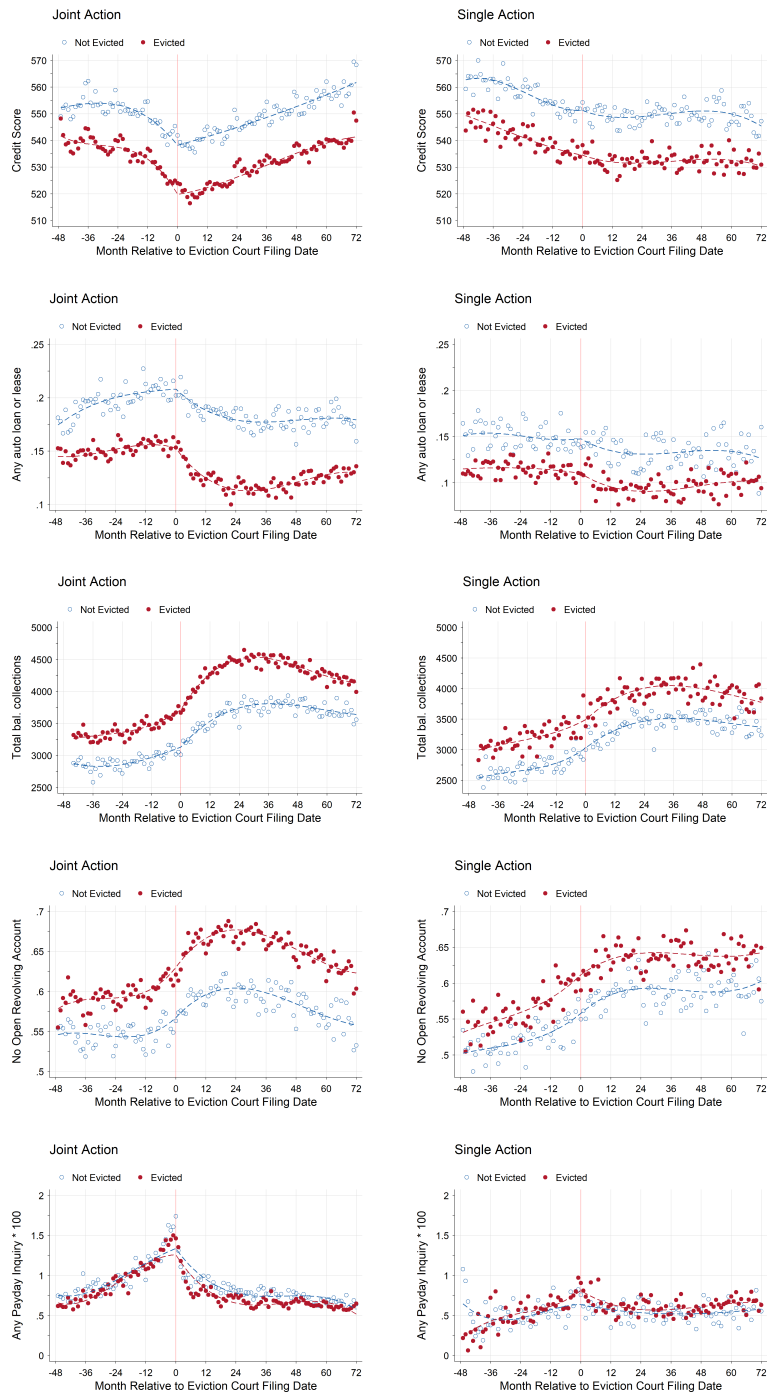 Joint Action
Not Evicted Evicted
570
560
550
540
530
520
510
Credit Score
-48 -36 -24 -12 0 12 24 36 48 60 72
Month Relative to Eviction Court Filing Date
Single Action
Not Evicted Evicted
570
560
550
540
530
520
510
Credit Score
-48 -36 -24 -12 0 12 24 36 48 60 72
Month Relative to Eviction Court Filing Date
Joint Action
Not Evicted Evicted
.25
.2
.15
.1
Any auto loan or lease
-48 -36 -24 -12 0 12 24 36 48 60 72
Month Relative to Eviction Court Filing Date
Single Action
Not Evicted Evicted
.25
.2
.15
.1
Any auto loan or lease
-48 -36 -24 -12 0 12 24 36 48 60 72
Month Relative to Eviction Court Filing Date
Joint Action
Not Evicted Evicted
5000
4500
4000
3500
3000
2500
Total bal. collections
-48 -36 -24 -12 0 12 24 36 48 60 72
Month Relative to Eviction Court Filing Date
Single Action
Not Evicted Evicted
5000
4500
4000
3500
3000
2500
Total bal. collections
-48 -36 -24 -12 0 12 24 36 48 60 72
Month Relative to Eviction Court Filing Date
Joint Action
Not Evicted Evicted
.7
.65
.6
.55
.5
No Open Revolving Account
-48 -36 -24 -12 0 12 24 36 48 60 72
Month Relative to Eviction Court Filing Date
Single Action
Not Evicted Evicted
.7
.65
.6
.55
.5
No Open Revolving Account
-48 -36 -24 -12 0 12 24 36 48 60 72
Month Relative to Eviction Court Filing Date
Joint Action
Not Evicted Evicted
2
1.5
1
.5
0
Any Payday Inquiry * 100
-48 -36 -24 -12 0 12 24 36 48 60 72
Month Relative to Eviction Court Filing Date
Single Action
Not Evicted Evicted
2
1.5
1
.5
0
Any Payday Inquiry * 100
-48 -36 -24 -12 0 12 24 36 48 60 72
Month Relative to Eviction Court Filing Date